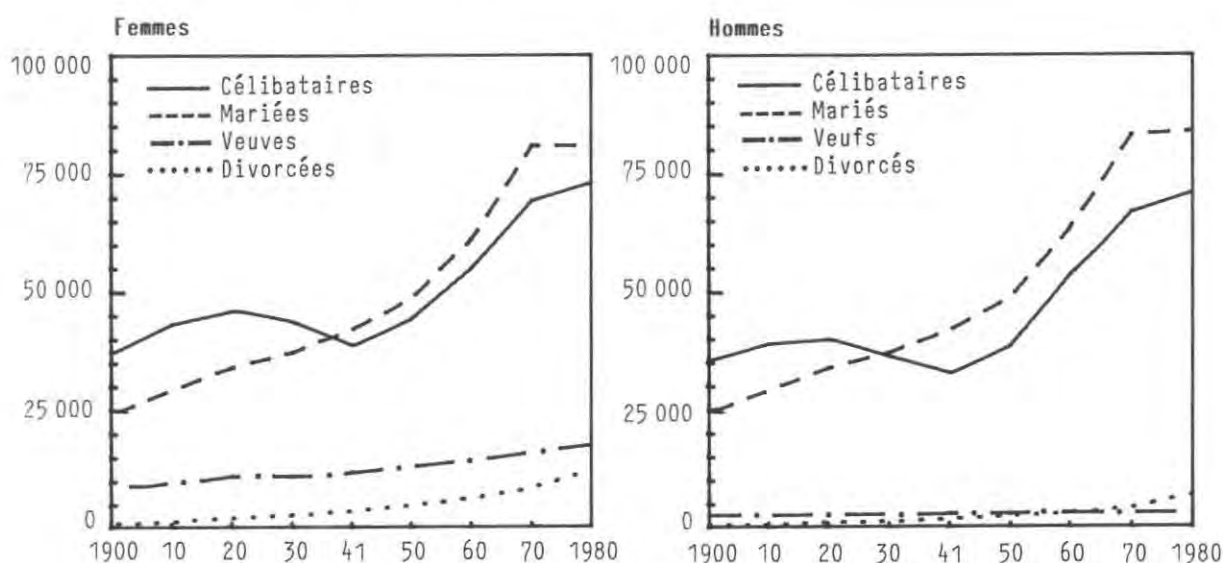 Femmes
100 000
75 000
50 000
25 000
0
Célibataires
Mariées
Veuves
Divorcées
1900 10 20 30 41 50 60 70 1980
Hommes
100 000
75 000
50 000
25 000
0
Célibataires
Mariés
Veufs
Divorcés
1900 10 20 30 41 50 60 70 1980